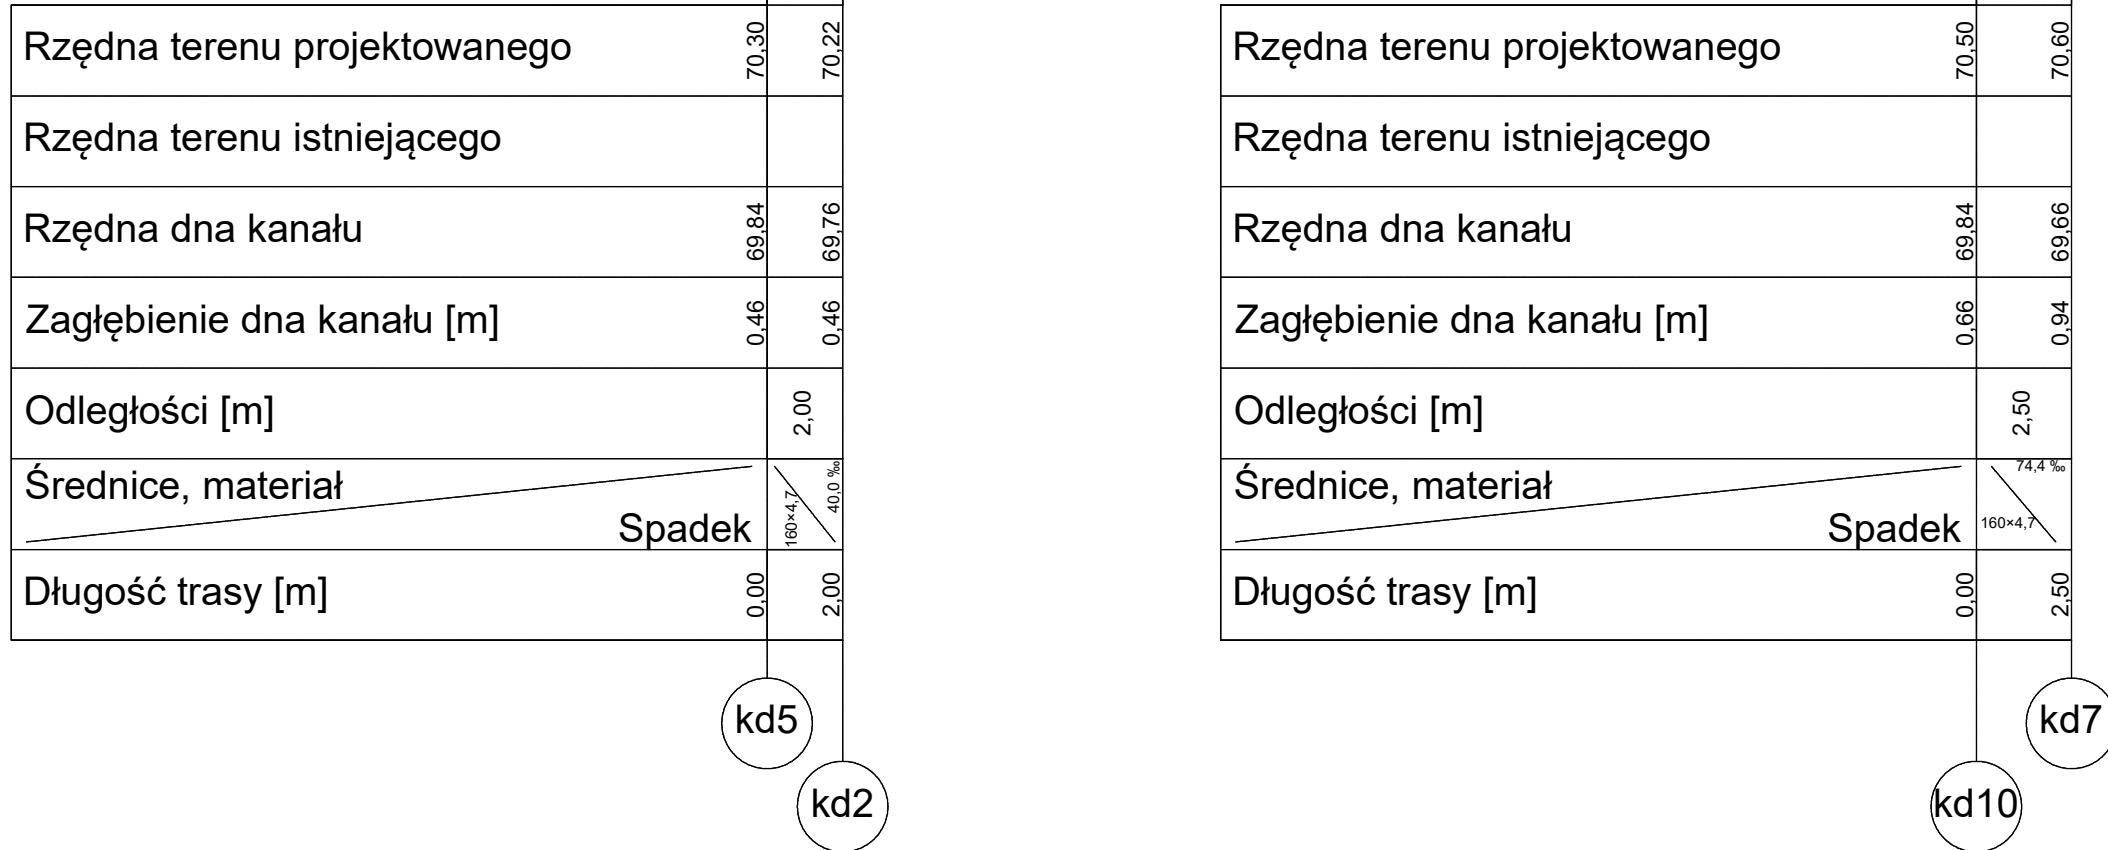 Rzędna terenu projektowanego 70,30 70,22
Rzędna terenu istniejącego
Rzędna dna kanału 69,84 69,76
Zagłębienie dna kanału [m] 0,46 0,46
Odległości [m] 2,00
Średnice, materiał 160×4,7 40,0 ‰
Spadek
Długość trasy [m] 0,00 2,00
kd5
kd2
Rzędna terenu projektowanego 70,50 70,60
Rzędna terenu istniejącego
Rzędna dna kanału 69,84 69,66
Zagłębienie dna kanału [m] 0,66 0,94
Odległości [m] 2,50
Średnice, materiał 74,4 ‰
Spadek 160×4,7
Długość trasy [m] 0,00 2,50
kd7
kd10